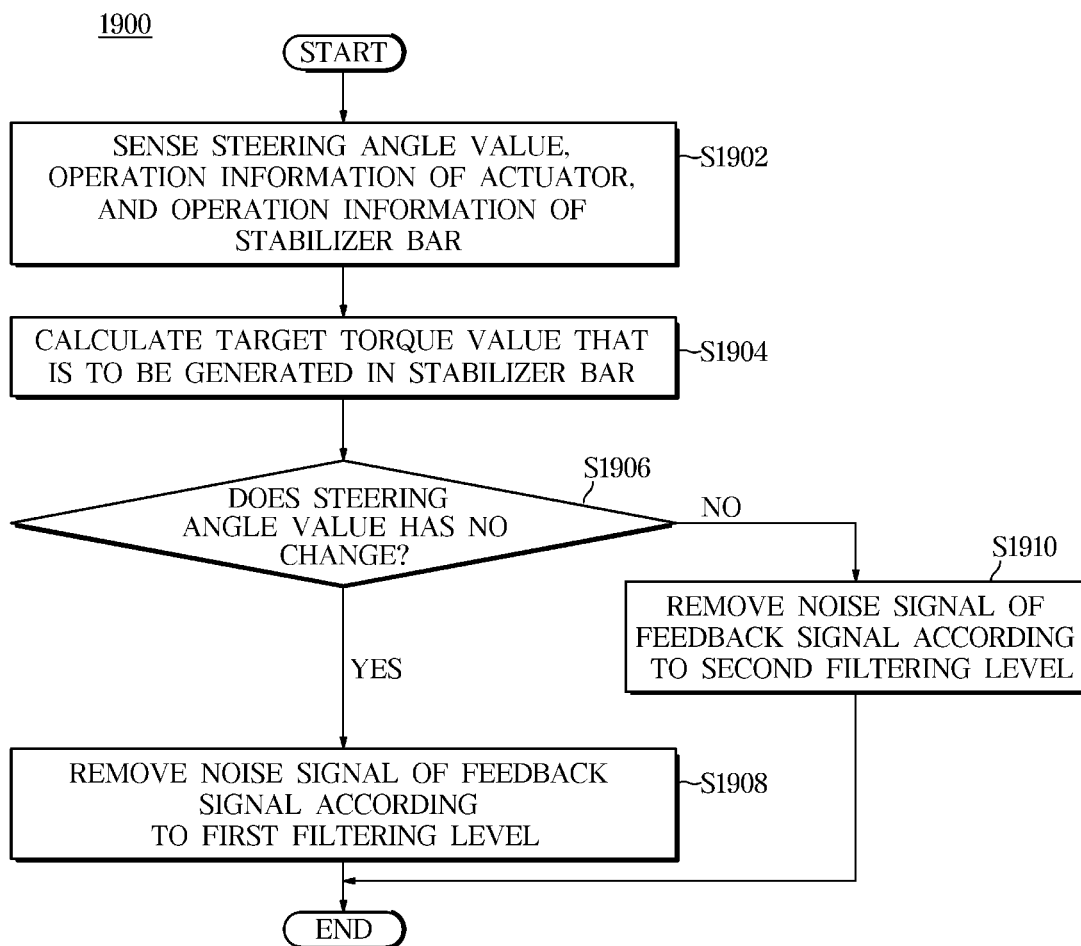 1900
START
SENSE STEERING ANGLE VALUE,
OPERATION INFORMATION OF ACTUATOR,
AND OPERATION INFORMATION OF
STABILIZER BAR
S1902
CALCULATE TARGET TORQUE VALUE THAT
IS TO BE GENERATED IN STABILIZER BAR
S1904
DOES STEERING
ANGLE VALUE HAS NO
CHANGE?
S1906
NO
YES
S1910
REMOVE NOISE SIGNAL OF
FEEDBACK SIGNAL ACCORDING
TO SECOND FILTERING LEVEL
REMOVE NOISE SIGNAL OF FEEDBACK
SIGNAL ACCORDING
TO FIRST FILTERING LEVEL
S1908
END